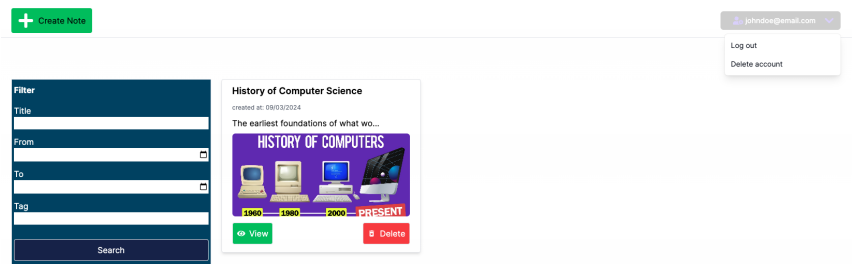 Create Note
johndoe@email.com
Log out
Delete account
Filter
Title
From
To
Tag
Search
History of Computer Science
created at: 09/03/2024
The earliest foundations of what wo...
HISTORY OF COMPUTERS
1960 1980 2000 PRESENT
View
Delete